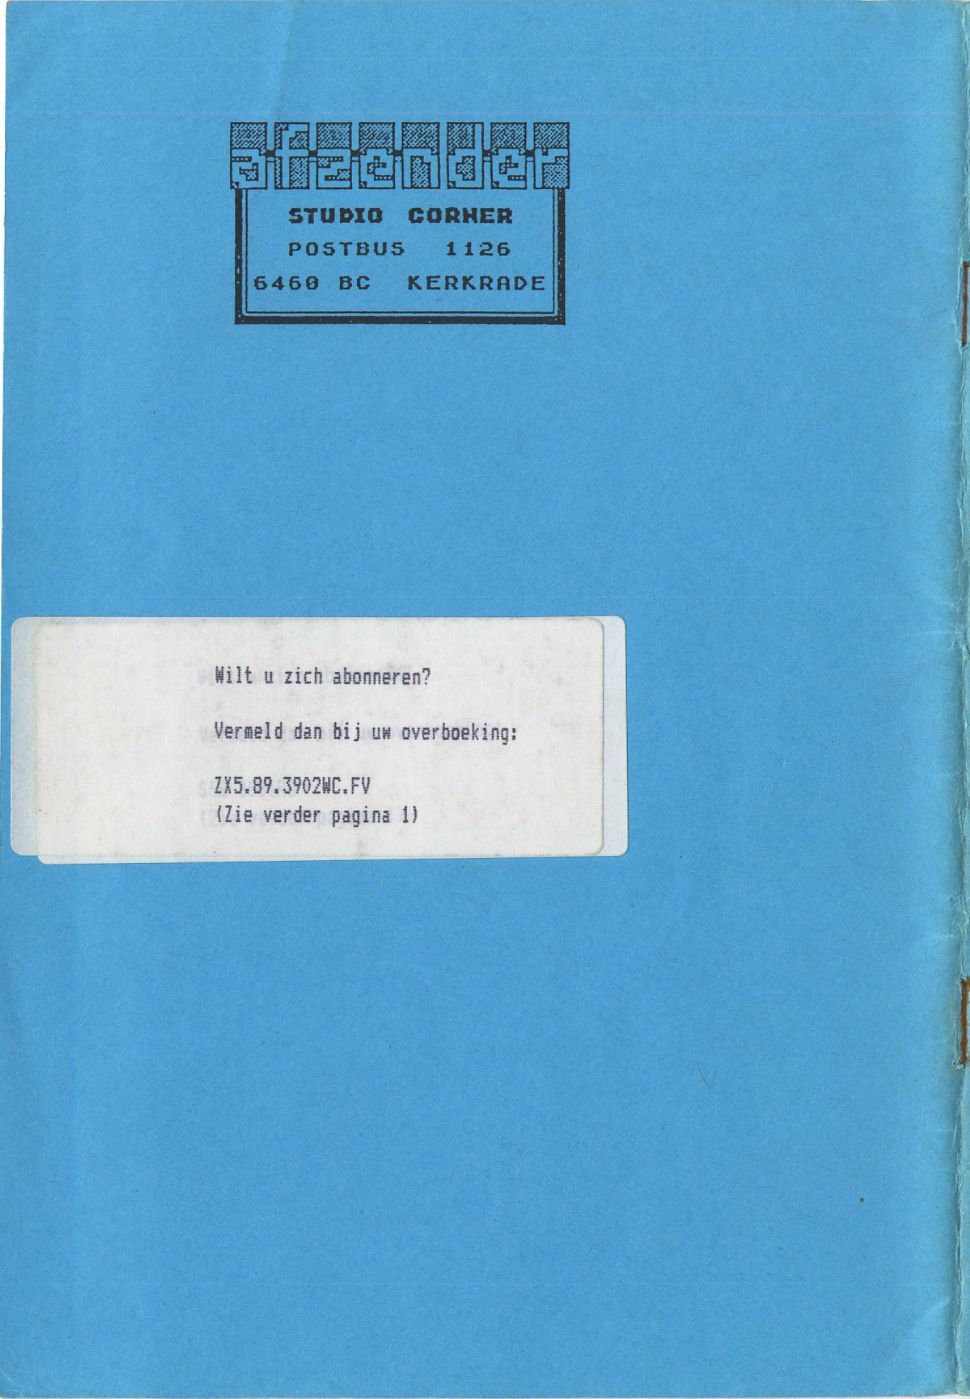 afzender
STUDIO CORNER
POSTBUS 1126
6460 BC KERKRADE
Wilt u zich abonneren?
Vermeld dan bij uw overboeking:
ZX5.89.3902WC.FV
(Zie verder pagina 1)